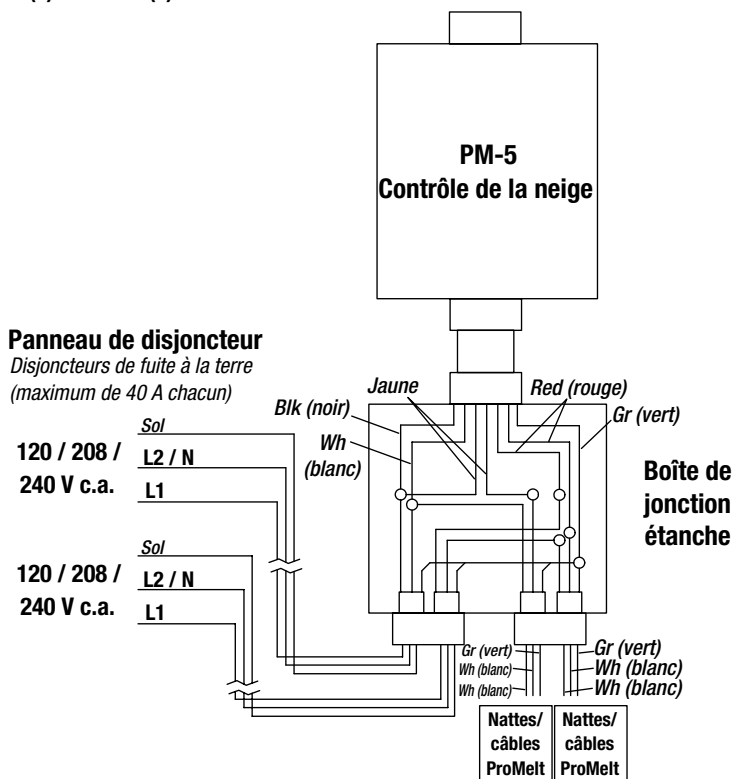 PM-5
Contrôle de la neige
Panneau de disjoncteur
Disjoncteurs de fuite à la terre
(maximum de 40 A chacun)
Jaune
Red (rouge)
Blk (noir)
Gr (vert)
Wh
(blanc)
Sol
120 / 208 /
240 V c.a.
L2 / N
L1
Boîte de
jonction
étanche
Sol
120 / 208 /
240 V c.a.
L2 / N
L1
Gr (vert)
Wh (blanc)
Wh (blanc)
Gr (vert)
Wh (blanc)
Wh (blanc)
Nattes/
câbles
ProMelt
Nattes/
câbles
ProMelt